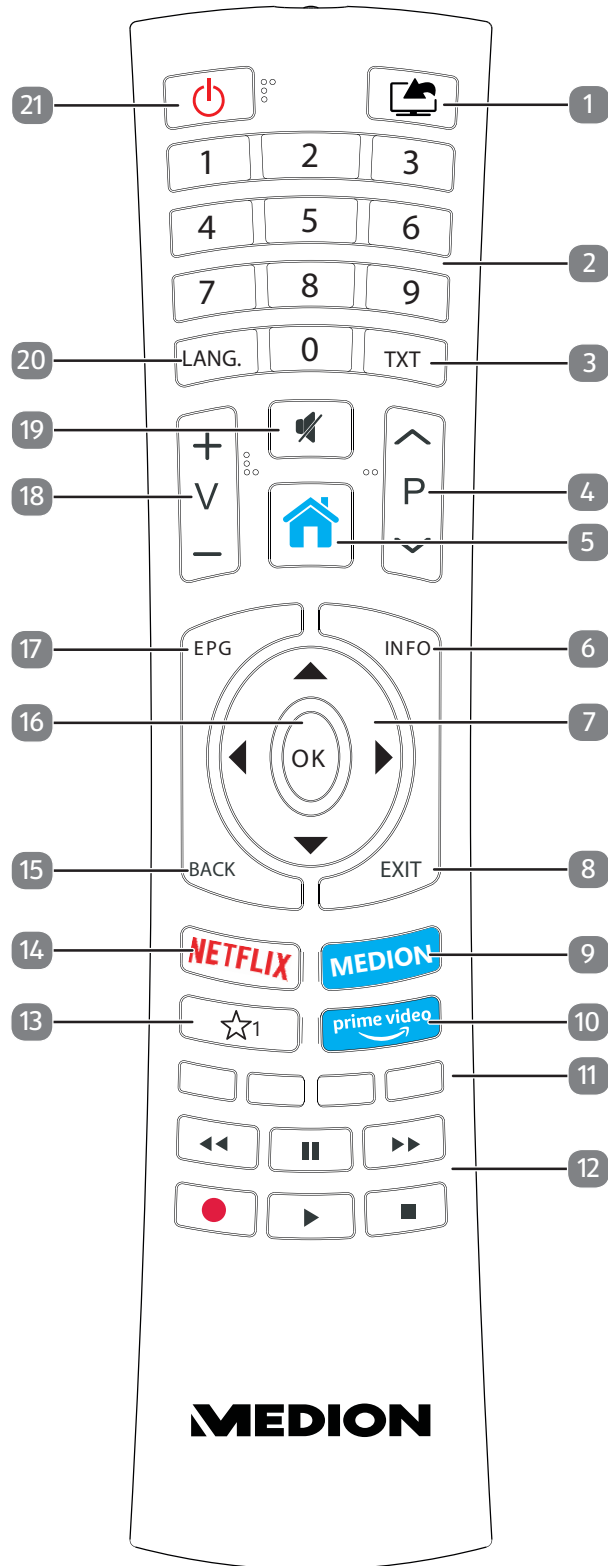 21
1
1 2 3
4 5 6
2
7 8 9
20
LANG. 0 TXT
3
19
+
18
V
P
4
–
5
17
EPG
INFO
6
16
7
OK
15
BACK
EXIT
8
14
NETFLIX
MEDION
9
13
1
prime video
10
11
12
MEDION